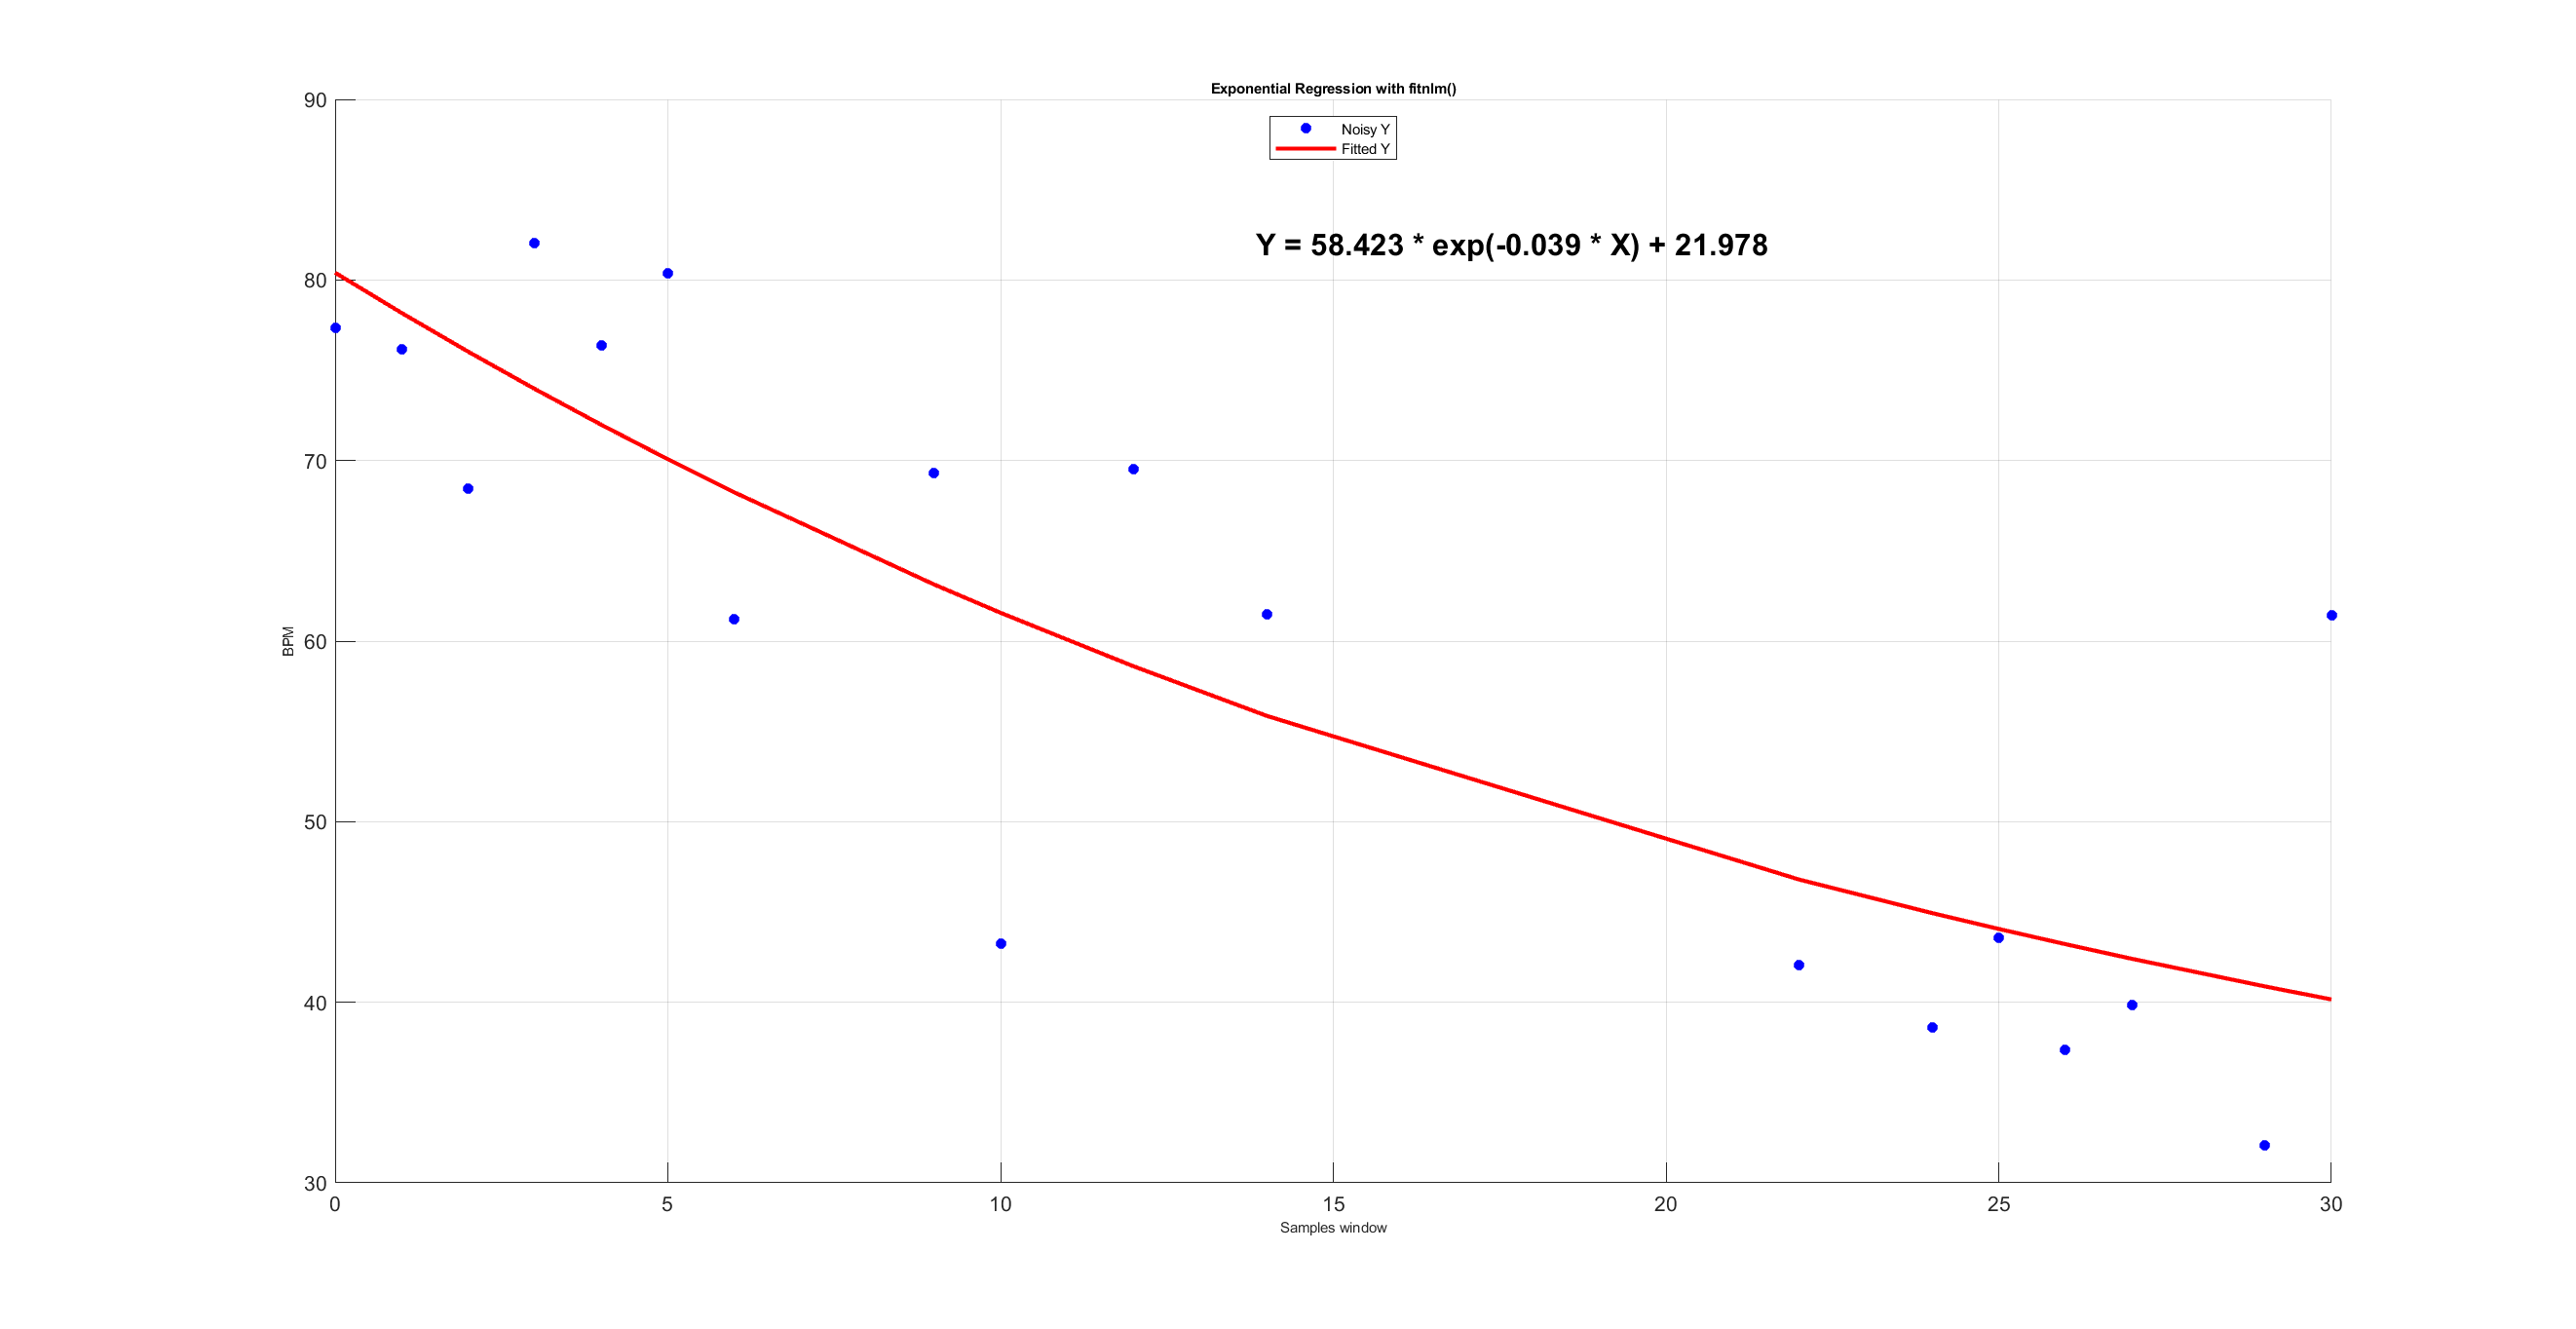 Exponential Regression with fitnlm()
Noisy Y
Fitted Y
Y = 58.423 * exp(-0.039 * X) + 21.978
90
80
70
60
50
40
30
BPM
0 5 10 15 20 25 30
Samples window